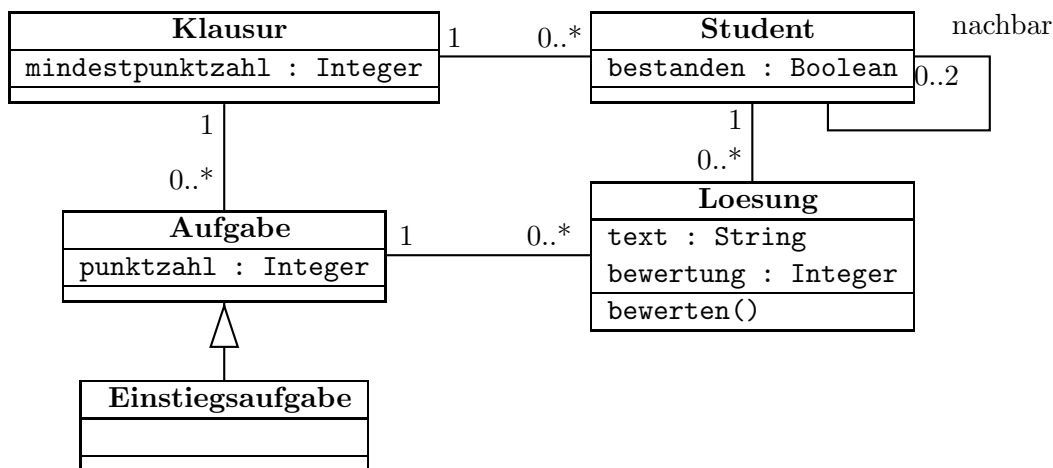 Klausur
mindestpunktzahl : Integer
1
0..*
Student
bestanden : Boolean
nachbar
0..2
1
0..*
1
0..*
Aufgabe
punktzahl : Integer
1
0..*
Loesung
text : String
bewertung : Integer
bewerten()
Einstiegsaufgabe